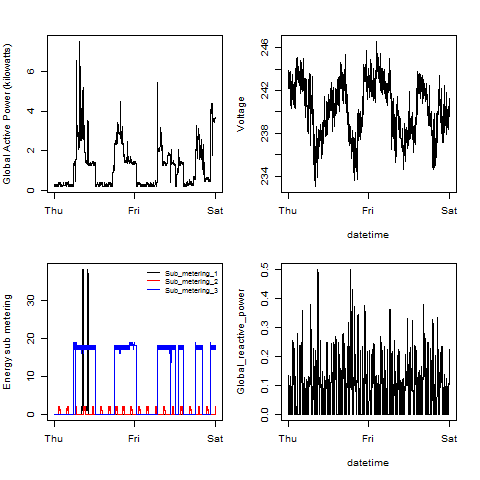 Global Active Power (kilowatts)
6
4
2
0
Thu
Fri
Sat
Voltage
246
242
238
234
Thu
Fri
Sat
datetime
Energy sub metering
30
20
10
0
Sub_metering_1
Sub_metering_2
Sub_metering_3
Thu
Fri
Sat
Global_reactive_power
0.5
0.4
0.3
0.2
0.1
0.0
Thu
Fri
Sat
datetime